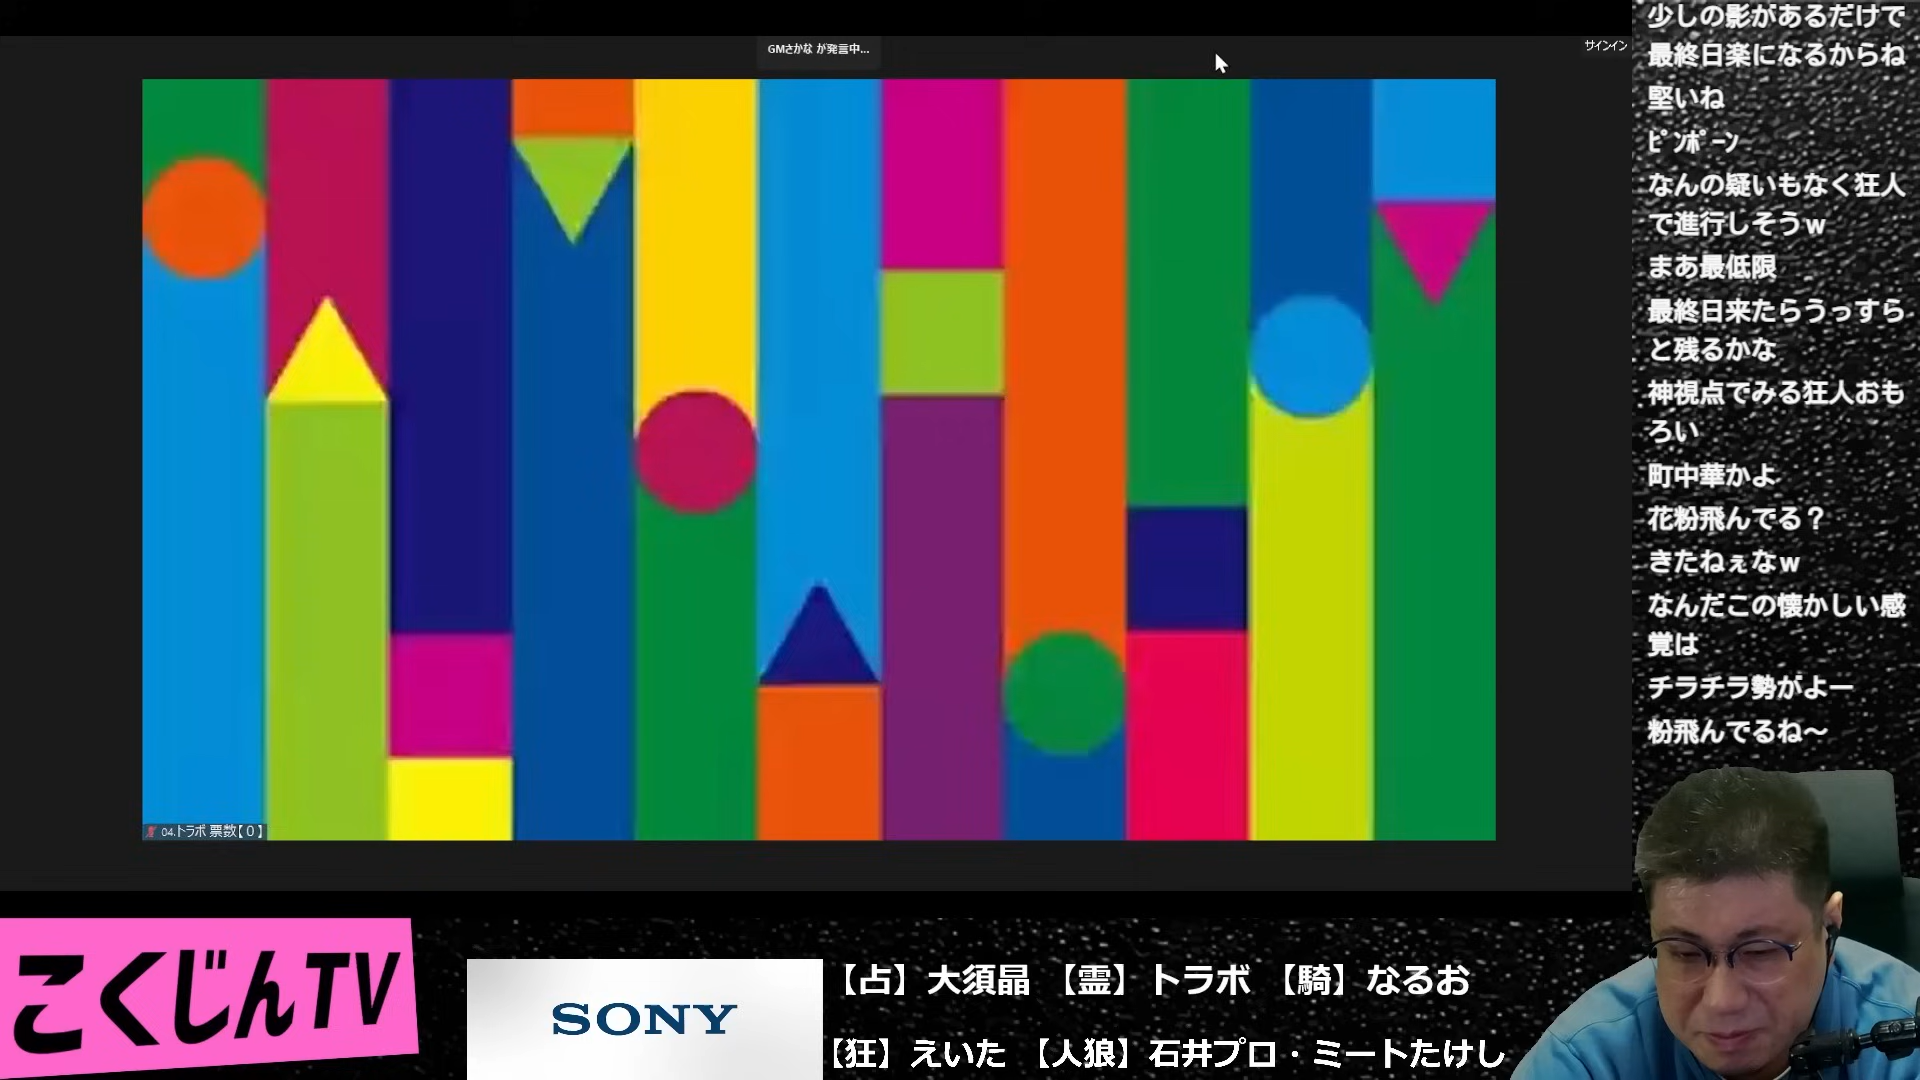 GMさかな が発言中...
サインイン
少しの影があるだけで
最終日楽になるからね
堅いね
ﾋﾟﾝﾎﾟｰﾝ
なんの疑いもなく狂人
で進行しそうｗ
まあ最低限
最終日来たらうっすら
と残るかな
神視点でみる狂人おも
ろい
町中華かよ
花粉飛んでる？
きたねぇなｗ
なんだこの懐かしい感
覚は
チラチラ勢がよー
粉飛んでるね～
04.トラボ 票数【０】
こくじんTV
SONY
【占】大須晶 【霊】トラボ 【騎】なるお
【狂】えいた 【人狼】石井プロ・ミートたけし